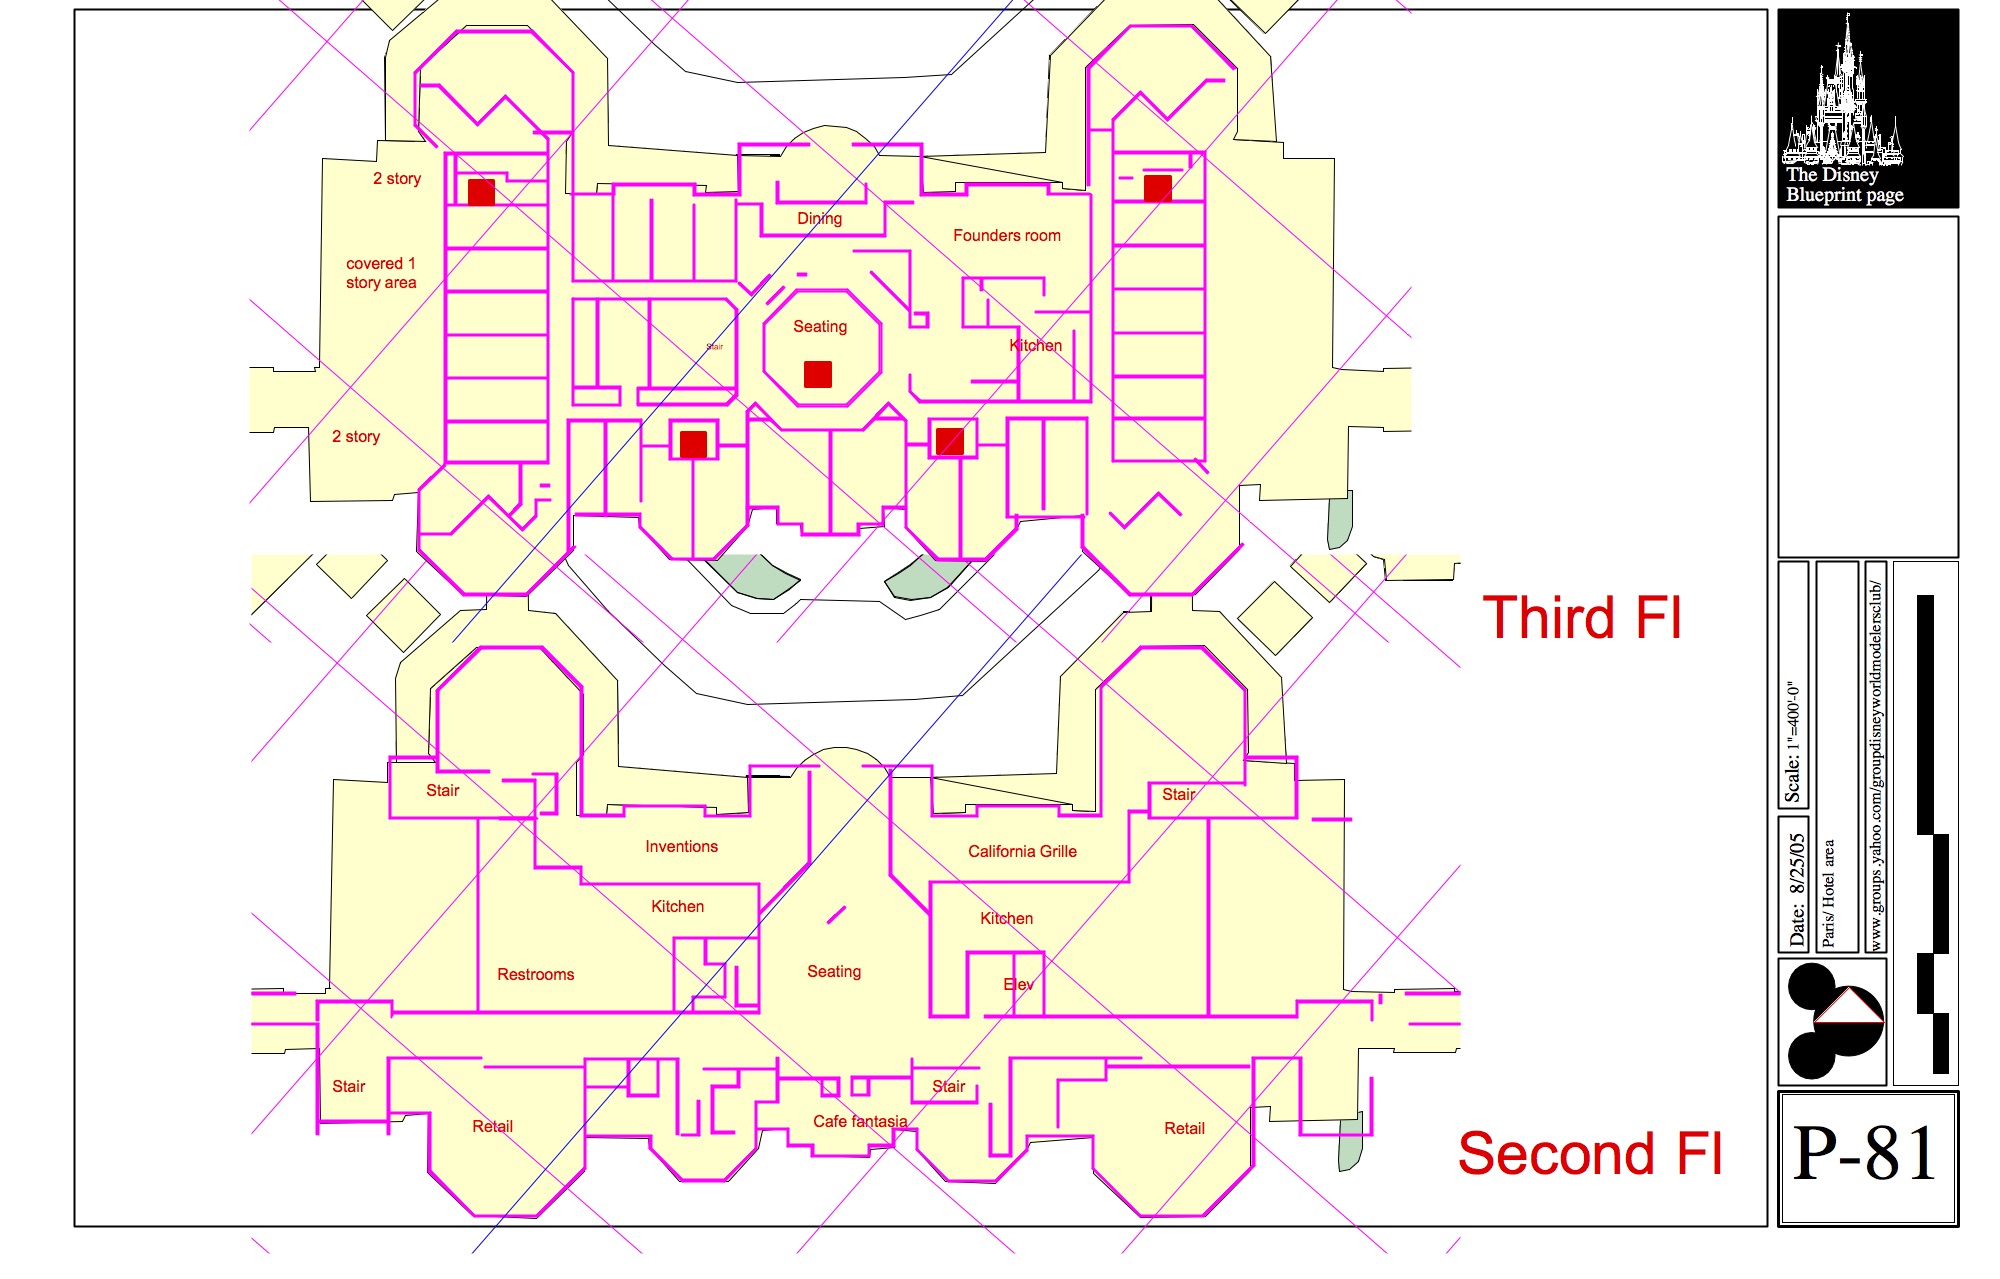 2 story
covered 1
story area
2 story
Dining
Founders room
Seating
Stair
Kitchen
Third Fl
Stair
Stair
Inventions
California Grille
Kitchen
Kitchen
Restrooms
Seating
Elev
Stair
Stair
Retail
Cafe fantasia
Retail
Second Fl
The Disney
Blueprint page
Scale: 1"=400'-0"
Date: 8/25/05
Paris/ Hotel area
www.groups.yahoo.com/groupdisneyworldmodelersclub/
P-81